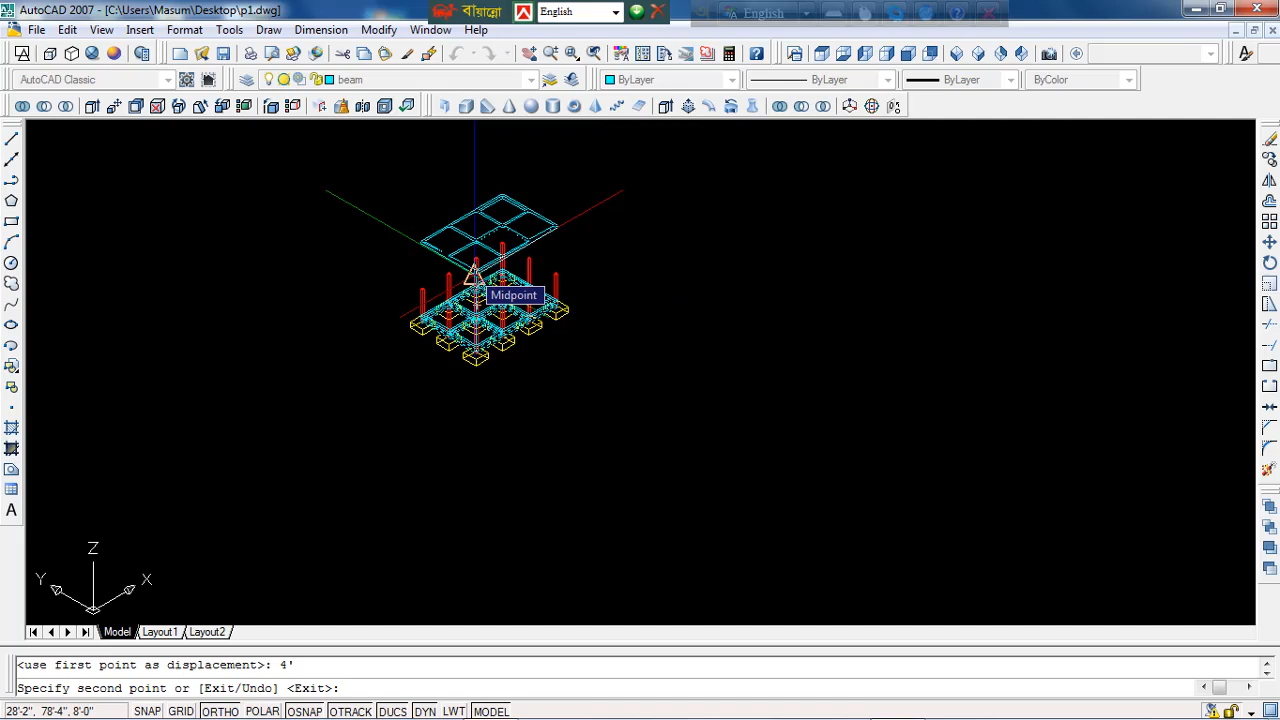 AutoCAD 2007 - [C:\Users\Masum\Desktop\p1.dwg]
বায়ান্নো
English
English
File Edit View Insert Format Tools Draw Dimension Modify Window Help
AutoCAD Classic
beam
ByLayer
ByLayer
ByLayer
ByColor
A
Midpoint
Z
Y
X
Model Layout1 Layout2
<use first point as displacement>: 4'
Specify second point or [Exit/Undo] <Exit>:
28'-2", 78'-4", 8'-0" SNAP GRID ORTHO POLAR OSNAP OTRACK DUCS DYN LWT MODEL